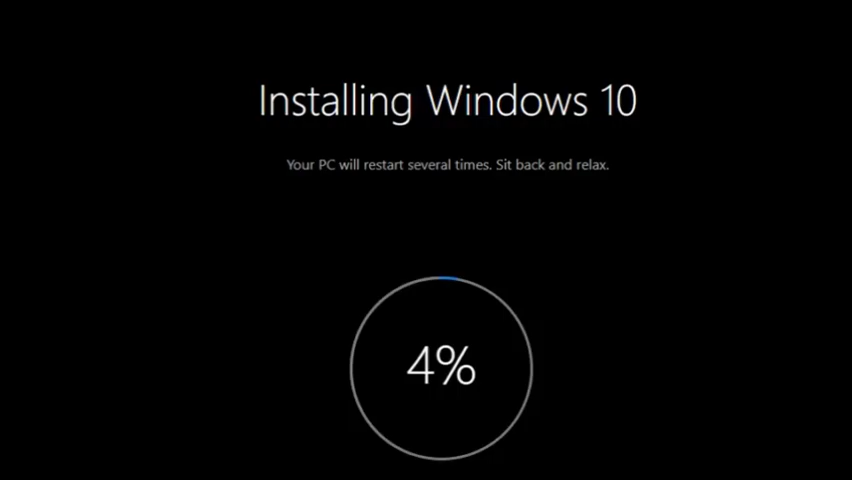 Installing Windows 10
Your PC will restart several times. Sit back and relax.
4%